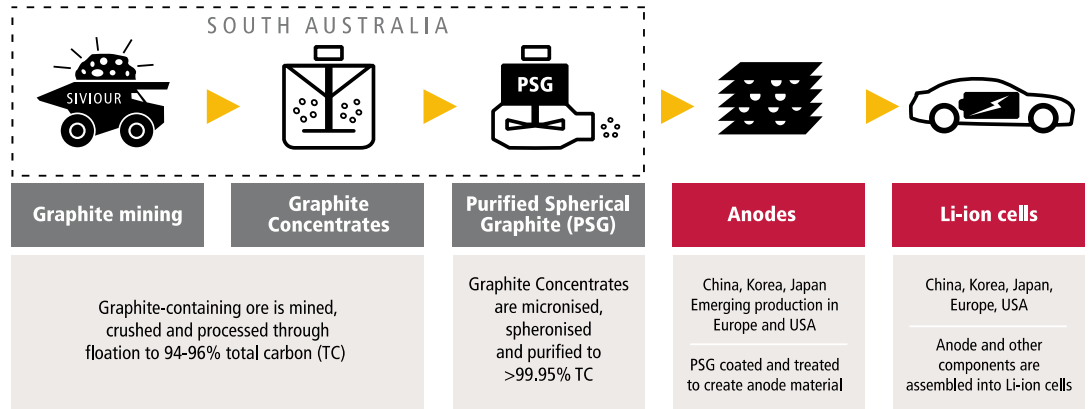 SOUTH AUSTRALIA
SIVIOUR
PSG
Graphite mining
Graphite
Concentrates
Purified Spherical
Graphite (PSG)
Anodes
Li-ion cells
Graphite-containing ore is mined,
crushed and processed through
floation to 94-96% total carbon (TC)
Graphite Concentrates
are micronised,
spheronised
and purified to
>99.95% TC
China, Korea, Japan
Emerging production in
Europe and USA
PSG coated and treated
to create anode material
China, Korea, Japan,
Europe, USA
Anode and other
components are
assembled into Li-ion cells